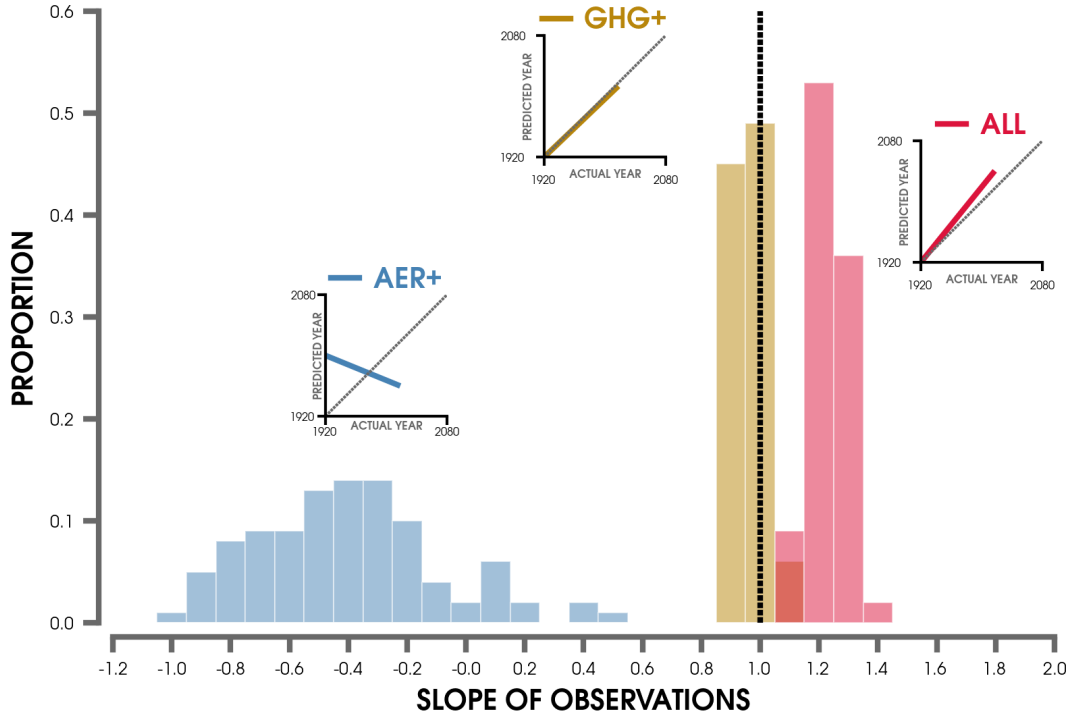 0.6
0.5
0.4
0.3
0.2
0.1
0.0
PROPORTION
GHG+
2080
1920
PREDICTED YEAR
1920
2080
ACTUAL YEAR
ALL
2080
1920
PREDICTED YEAR
1920
2080
ACTUAL YEAR
AER+
2080
1920
PREDICTED YEAR
1920
2080
ACTUAL YEAR
-1.2 -1.0 -0.8 -0.6 -0.4 -0.2 -0.0 0.2 0.4 0.6 0.8 1.0 1.2 1.4 1.6 1.8 2.0
SLOPE OF OBSERVATIONS